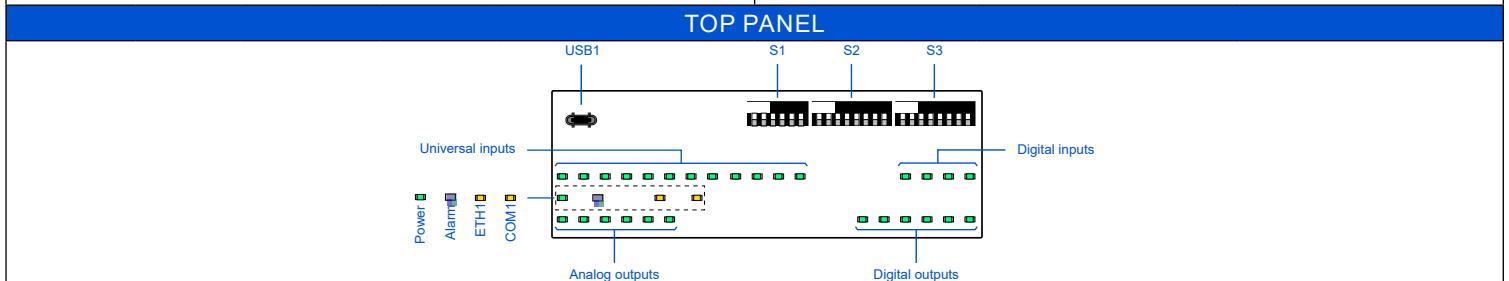 TOP PANEL
USB1
S1
S2
S3
Universal inputs
Digital inputs
Power
Alarm
ETH1
COM1
Analog outputs
Digital outputs